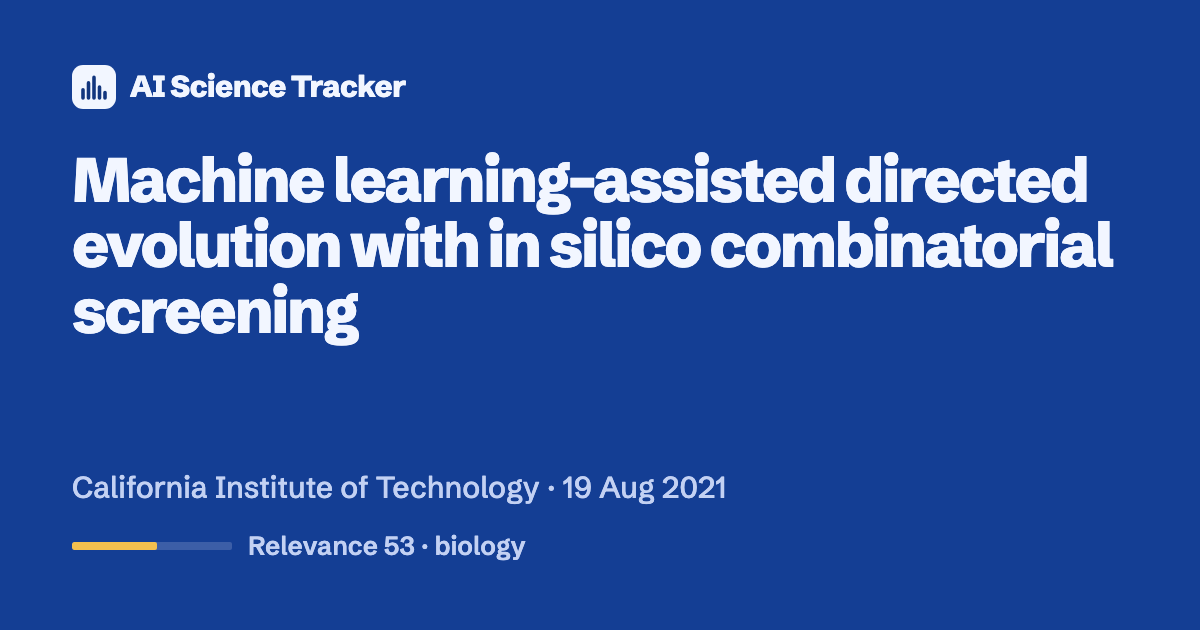 AI Science Tracker
Machine learning-assisted directed
evolution with in silico combinatorial
screening
California Institute of Technology · 19 Aug 2021
Relevance 53 · biology